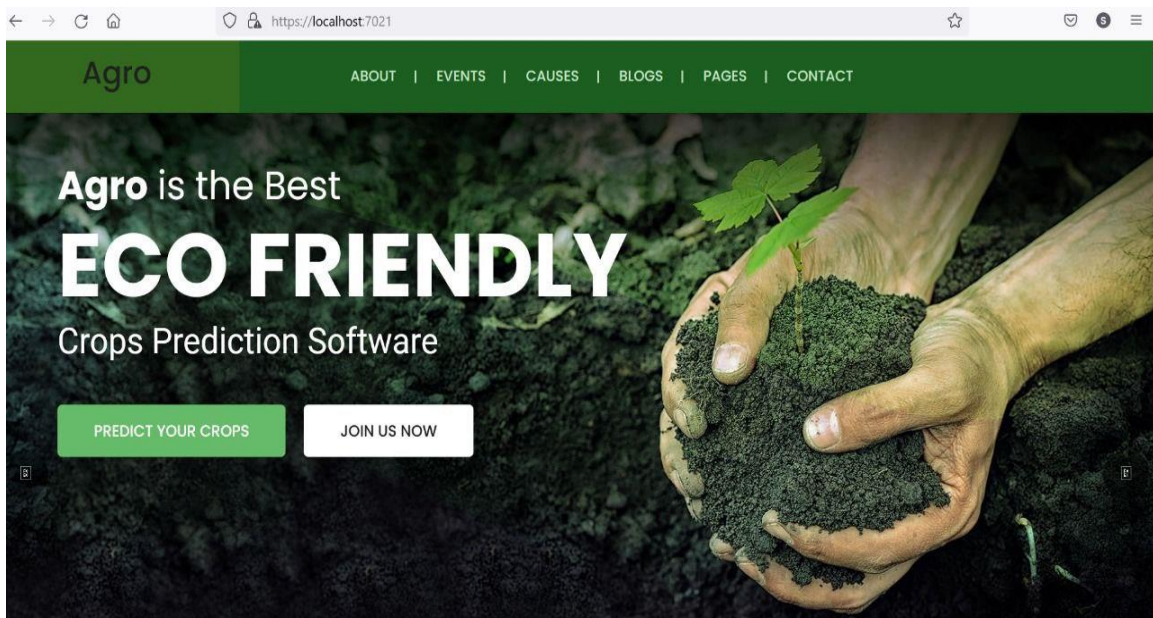 https://localhost:7021
S
Agro
ABOUT | EVENTS | CAUSES | BLOGS | PAGES | CONTACT
Agro is the Best
ECO FRIENDLY
Crops Prediction Software
PREDICT YOUR CROPS
JOIN US NOW